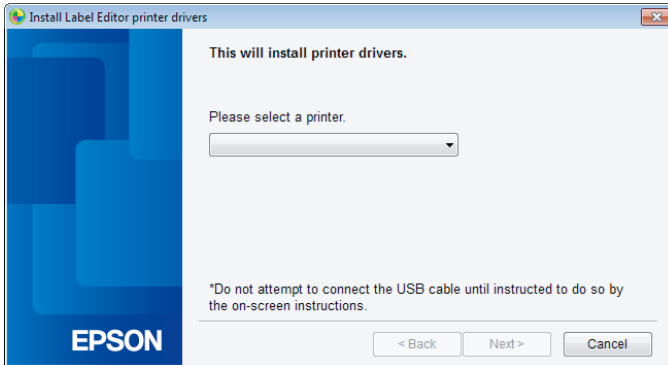 Install Label Editor printer drivers
This will install printer drivers.
Please select a printer.
*Do not attempt to connect the USB cable until instructed to do so by
the on-screen instructions.
EPSON
< Back Next > Cancel